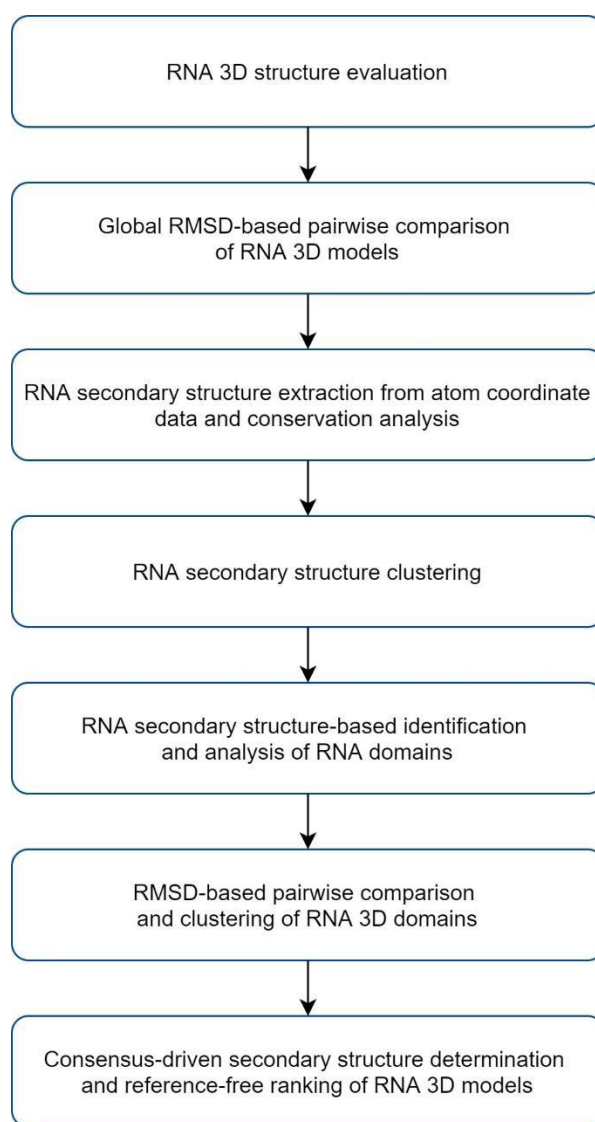 RNA 3D structure evaluation
Global RMSD-based pairwise comparison
of RNA 3D models
RNA secondary structure extraction from atom coordinate
data and conservation analysis
RNA secondary structure clustering
RNA secondary structure-based identification
and analysis of RNA domains
RMSD-based pairwise comparison
and clustering of RNA 3D domains
Consensus-driven secondary structure determination
and reference-free ranking of RNA 3D models